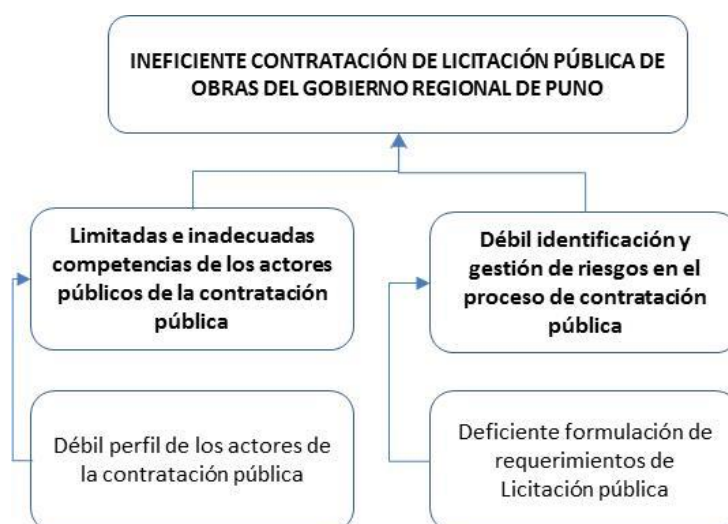 INEFICIENTE CONTRATACIÓN DE LICITACIÓN PÚBLICA DE
OBRAS DEL GOBIERNO REGIONAL DE PUNO
Limitadas e inadecuadas
competencias de los actores
públicos de la contratación
pública
Débil identificación y
gestión de riesgos en el
proceso de contratación
pública
Débil perfil de los actores de
la contratación pública
Deficiente formulación de
requerimientos de
Licitación pública